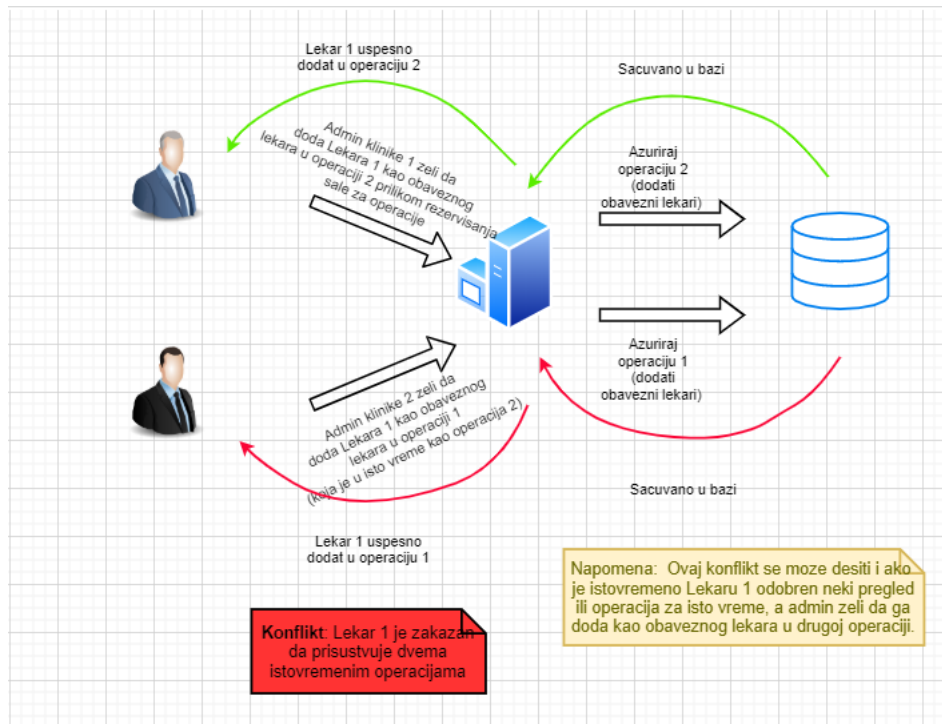 Lekar 1 uspesno
dodat u operaciju 2
Sacuvano u bazi
Admin klinike 1 zeli da
doda Lekara 1 kao obaveznog
lekara u operaciji 2 prilikom rezervisanja
sale za operacije
Azuriraj
operaciju 2
(dodati
obavezni lekari)
Azuriraj
operaciju 1
(dodati
obavezni lekari)
Admin klinike 2 zeli da
doda Lekara 1 kao obaveznog
lekara u operaciji 1
(koja je u isto vreme kao operacija 2)
Sacuvano u bazi
Lekar 1 uspesno
dodat u operaciju 1
Napomena: Ovaj konflikt se moze desiti i ako
je istovremeno Lekaru 1 odobren neki pregled
ili operacija za isto vreme, a admin zeli da ga
doda kao obaveznog lekara u drugoj operaciji.
Konflikt: Lekar 1 je zakazan
da prisustvuje dvema
istovremenim operacijama